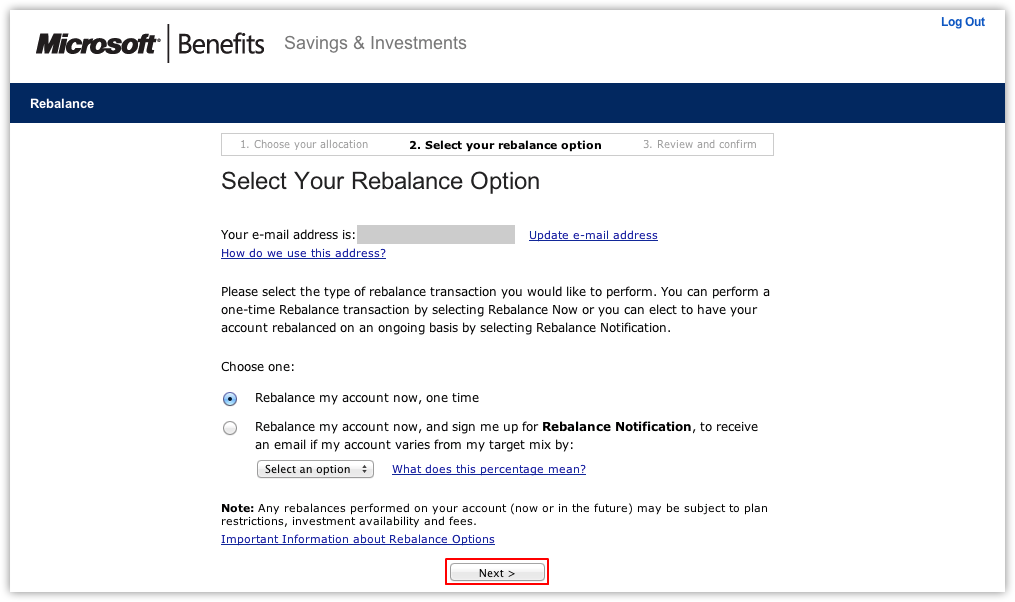 Log Out
Microsoft® Benefits Savings & Investments
Rebalance
1. Choose your allocation 2. Select your rebalance option 3. Review and confirm
Select Your Rebalance Option
Your e-mail address is: Update e-mail address
How do we use this address?
Please select the type of rebalance transaction you would like to perform. You can perform a
one-time Rebalance transaction by selecting Rebalance Now or you can elect to have your
account rebalanced on an ongoing basis by selecting Rebalance Notification.
Choose one:
Rebalance my account now, one time
Rebalance my account now, and sign me up for Rebalance Notification, to receive
an email if my account varies from my target mix by:
Select an option What does this percentage mean?
Note: Any rebalances performed on your account (now or in the future) may be subject to plan
restrictions, investment availability and fees.
Important Information about Rebalance Options
Next >